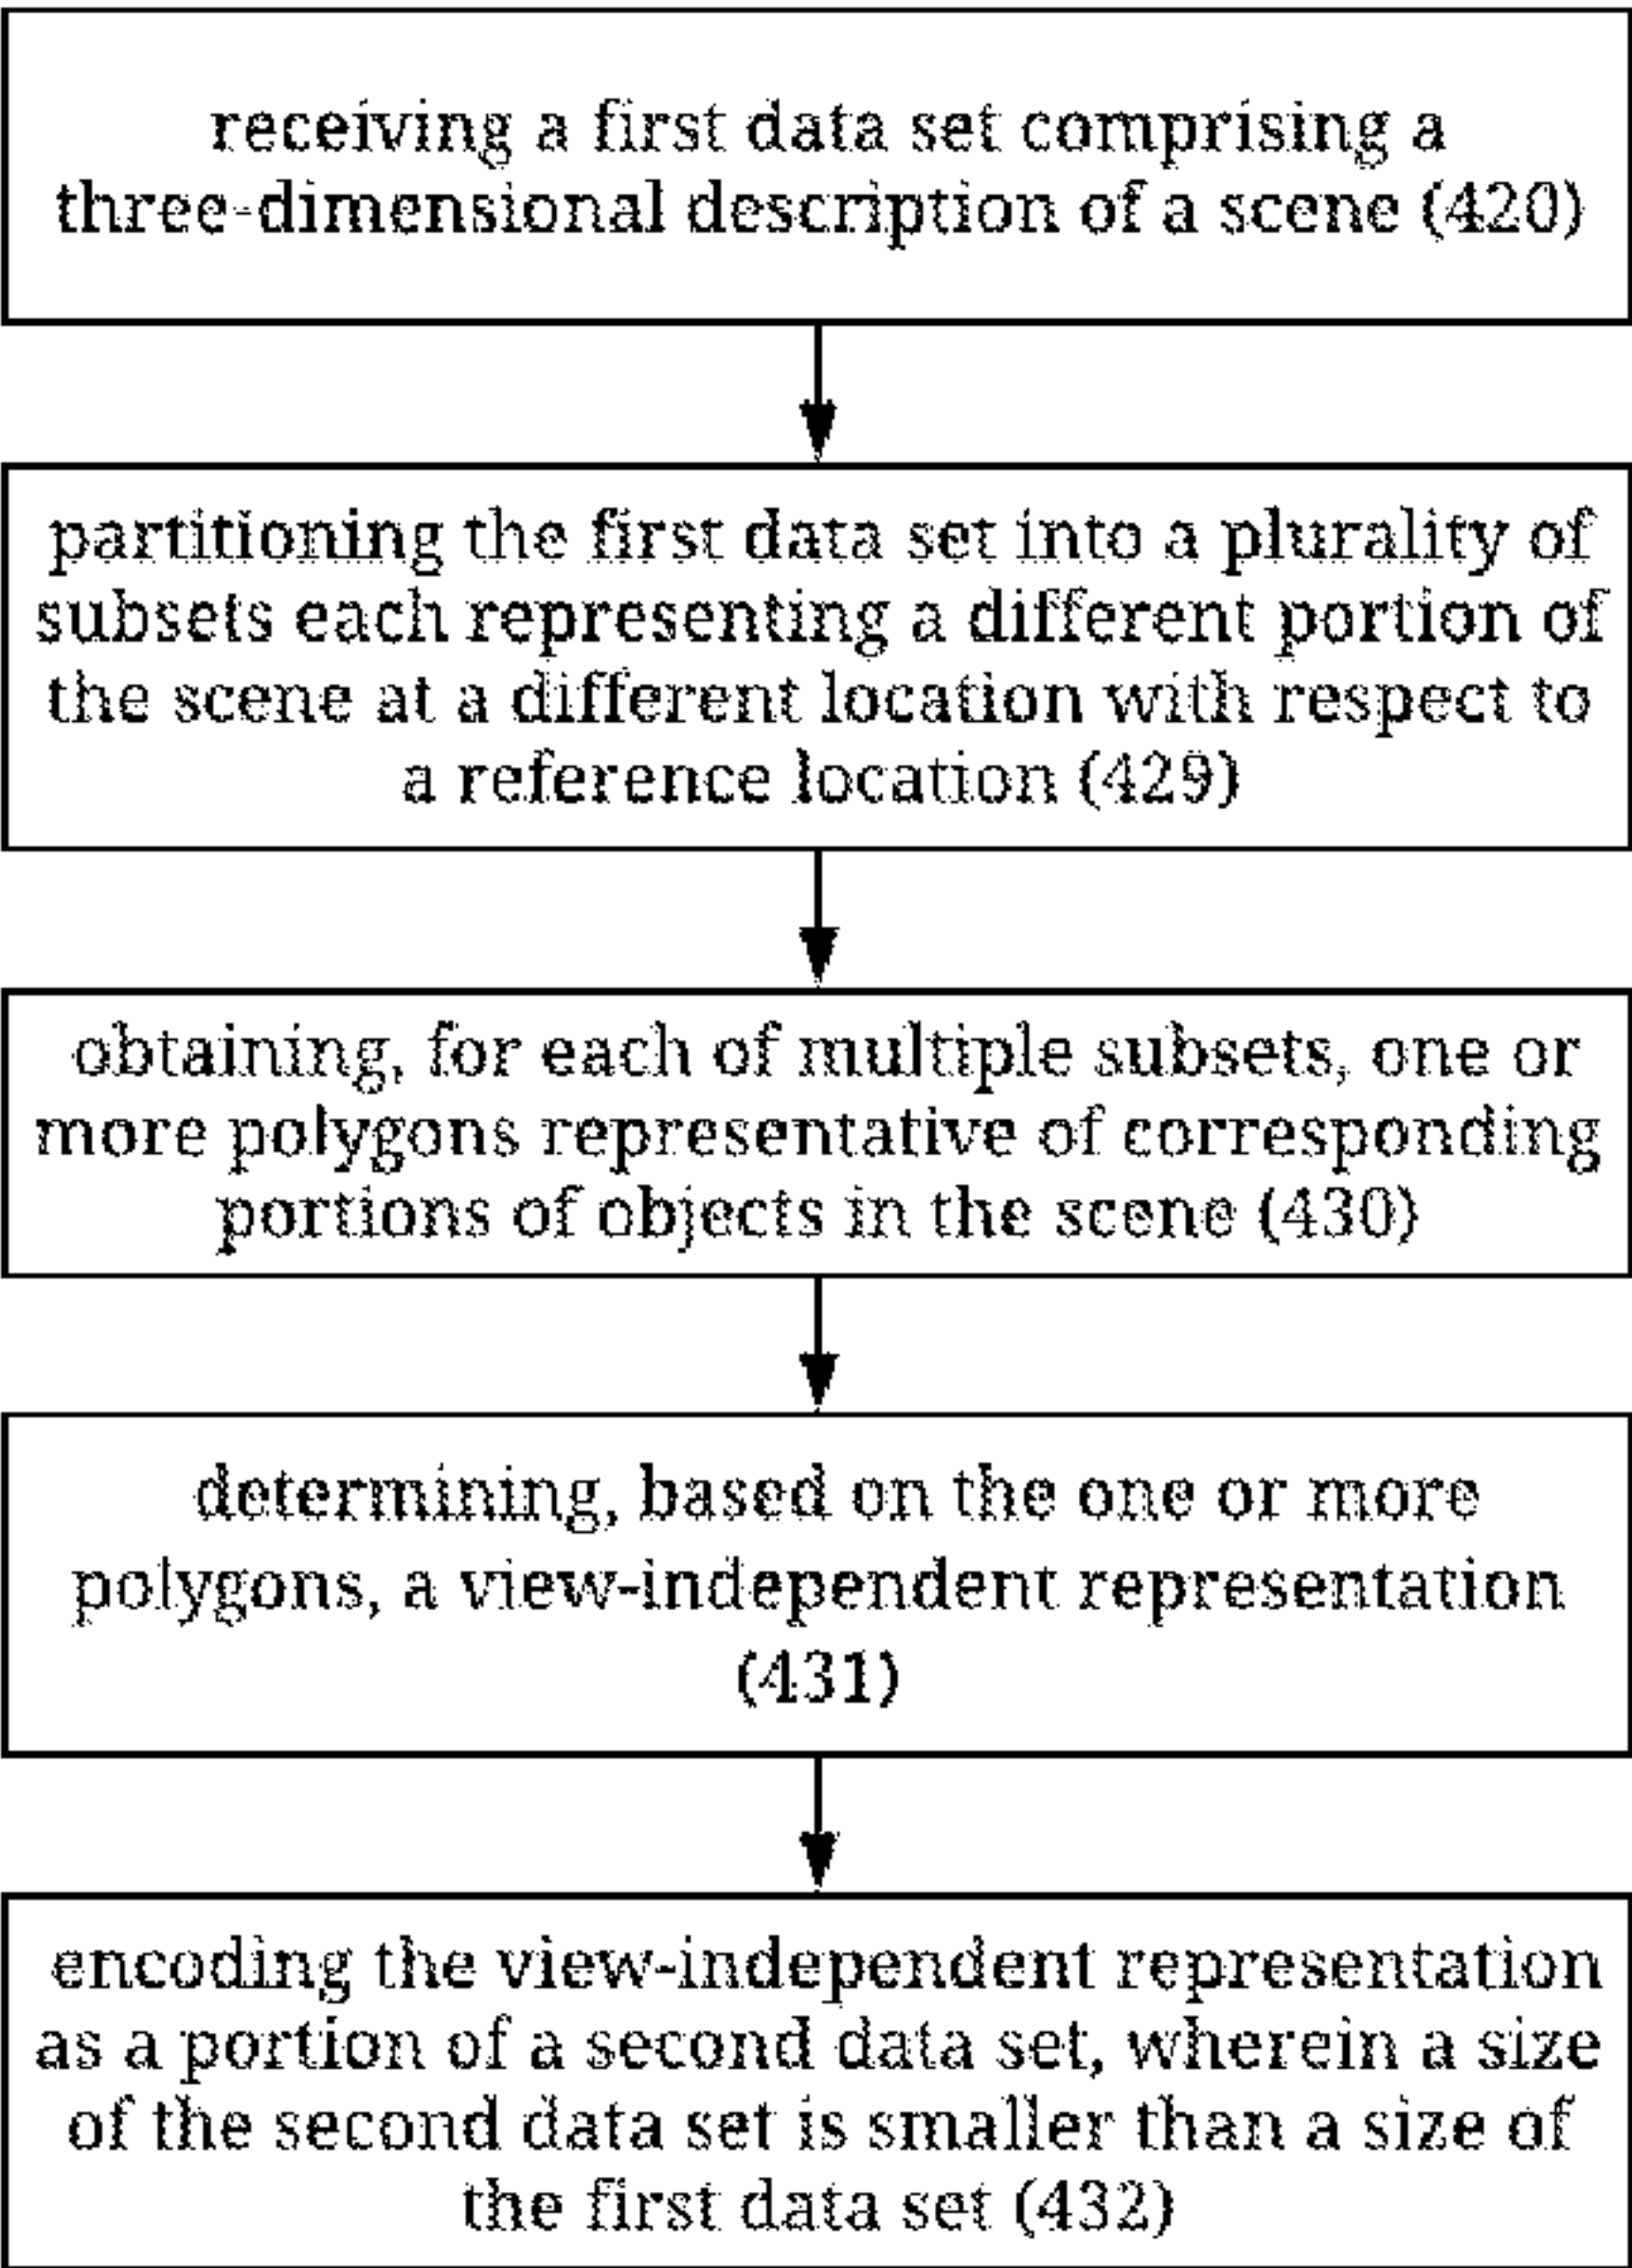 receiving a first data set comprising a
three-dimensional description of a scene (420)
partitioning the first data set into a plurality of
subsets each representing a different portion of
the scene at a different location with respect to
a reference location (429)
obtaining, for each of multiple subsets, one or
more polygons representative of corresponding
portions of objects in the scene (430)
determining, based on the one or more
polygons, a view-independent representation
(431)
encoding the view-independent representation
as a portion of a second data set, wherein a size
of the second data set is smaller than a size of
the first data set (432)